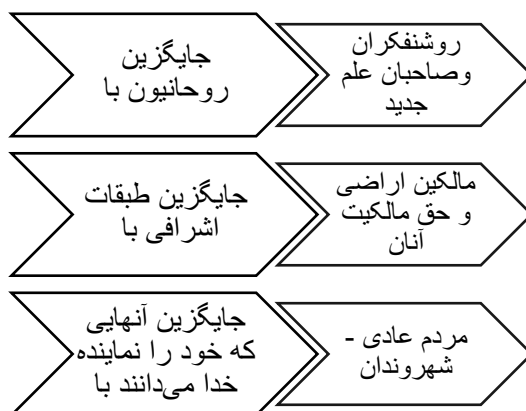 جایگزین
روحانیون با
روشنفکران
وصاحبان علم
جدید
جایگزین طبقات
اشرافی با
مالکین اراضی
و حق مالکیت
آنان
جایگزین آنهایی
که خود را نماینده
خدا می‌دانند با
مردم عادی -
شهروندان